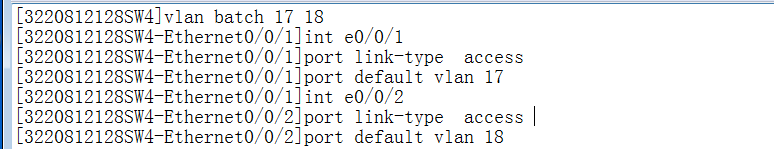 [3220812128SW4]vlan batch 17 18
[3220812128SW4-Ethernet0/0/1]int e0/0/1
[3220812128SW4-Ethernet0/0/1]port link-type  access
[3220812128SW4-Ethernet0/0/1]port default vlan 17
[3220812128SW4-Ethernet0/0/1]int e0/0/2
[3220812128SW4-Ethernet0/0/2]port link-type  access
[3220812128SW4-Ethernet0/0/2]port default vlan 18